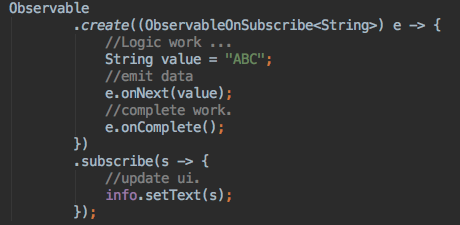 Observable
        .create((ObservableOnSubscribe<String>) e -> {
            //Logic work ...
            String value = "ABC";
            //emit data
            e.onNext(value);
            //complete work.
            e.onComplete();
        })
        .subscribe(s -> {
            //update ui.
            info.setText(s);
        });